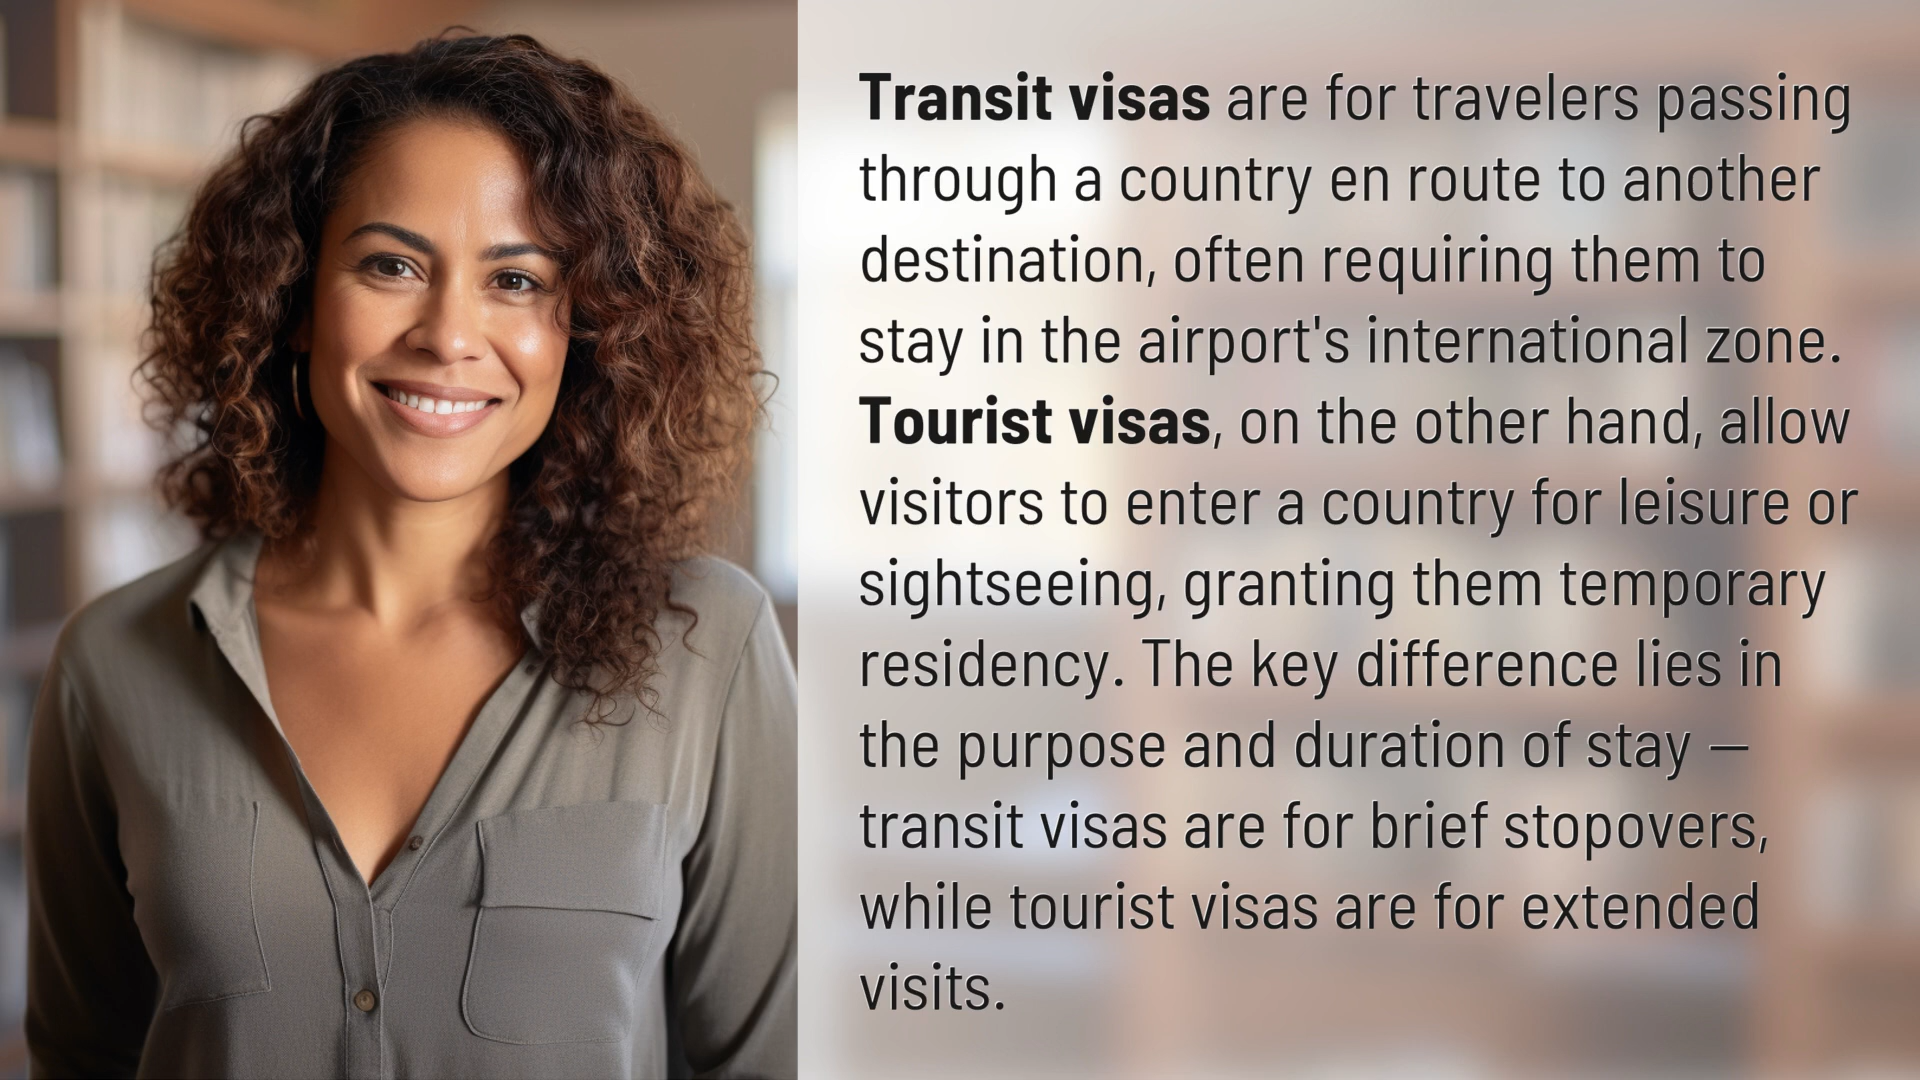 Transit visas are for travelers passing
through a country en route to another
destination, often requiring them to
stay in the airport's international zone.
Tourist visas, on the other hand, allow
visitors to enter a country for leisure or
sightseeing, granting them temporary
residency. The key difference lies in
the purpose and duration of stay —
transit visas are for brief stopovers,
while tourist visas are for extended
visits.